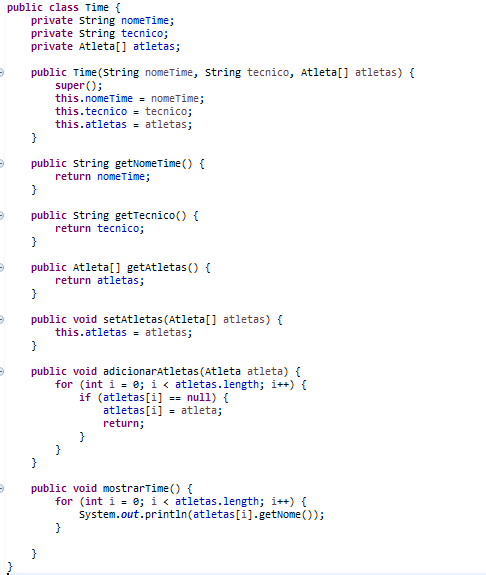 public class Time {
    private String nomeTime;
    private String tecnico;
    private Atleta[] atletas;

    public Time(String nomeTime, String tecnico, Atleta[] atletas) {
        super();
        this.nomeTime = nomeTime;
        this.tecnico = tecnico;
        this.atletas = atletas;
    }

    public String getNomeTime() {
        return nomeTime;
    }

    public String getTecnico() {
        return tecnico;
    }

    public Atleta[] getAtletas() {
        return atletas;
    }

    public void setAtletas(Atleta[] atletas) {
        this.atletas = atletas;
    }

    public void adicionarAtletas(Atleta atleta) {
        for (int i = 0; i < atletas.length; i++) {
            if (atletas[i] == null) {
                atletas[i] = atleta;
                return;
            }
        }
    }

    public void mostrarTime() {
        for (int i = 0; i < atletas.length; i++) {
            System.out.println(atletas[i].getNome());
        }

    }
}